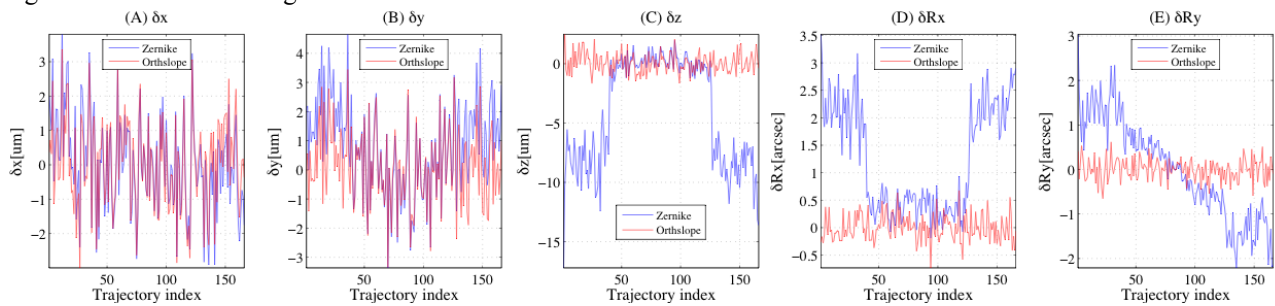 (A) δx
(B) δy
(C) δz
(D) δRx
(E) δRy
δx[um]
3
2
1
0
−1
−2
Zernike
Orthslope
50 100 150
Trajectory index
δy[um]
4
3
2
1
0
−1
−2
−3
Zernike
Orthslope
50 100 150
Trajectory index
δz[um]
0
−5
−10
−15
Zernike
Orthslope
50 100 150
Trajectory index
δRx[arcsec]
3.5
3
2.5
2
1.5
1
0.5
0
−0.5
Zernike
Orthslope
50 100 150
Trajectory index
δRy[arcsec]
3
2
1
0
−1
−2
Zernike
Orthslope
50 100 150
Trajectory index